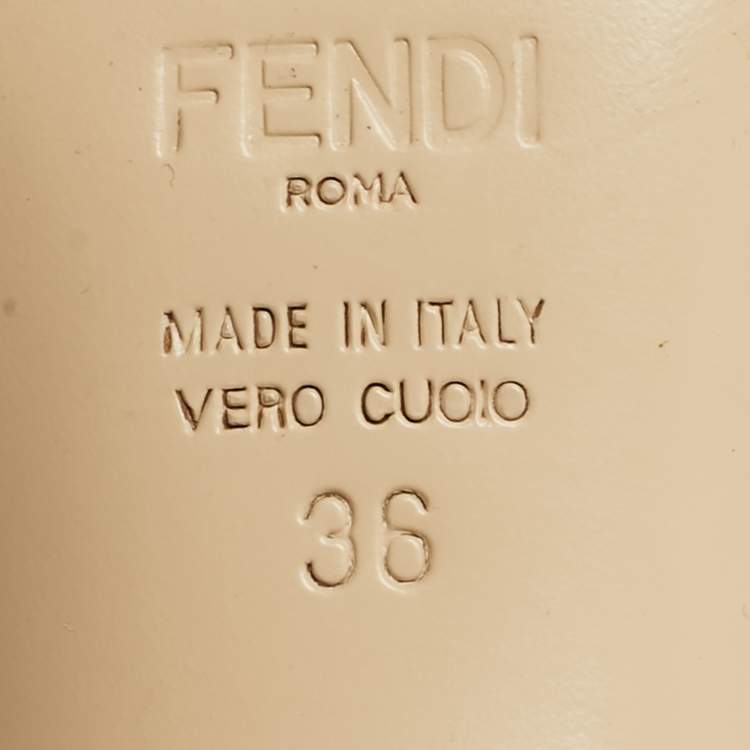 FENDI
ROMA
MADE IN ITALY
VERO CUOIO
36